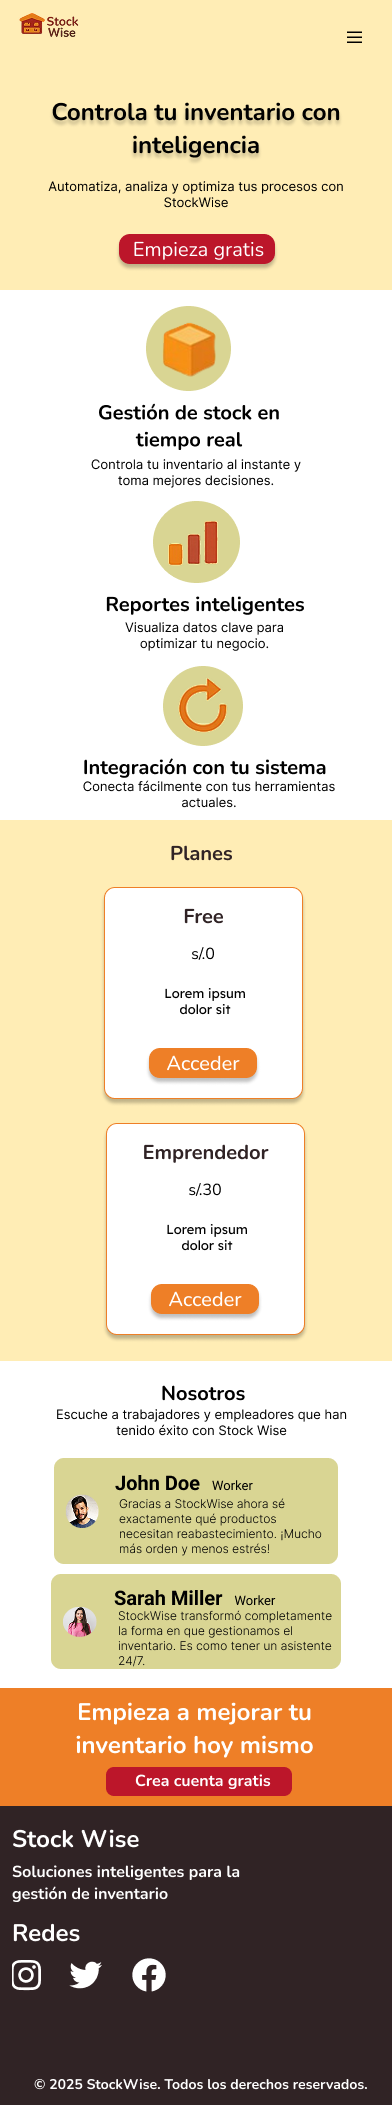 Stock
Wise
Controla tu inventario con
inteligencia
Automatiza, analiza y optimiza tus procesos con
StockWise
Empieza gratis
Gestión de stock en
tiempo real
Controla tu inventario al instante y
toma mejores decisiones.
Reportes inteligentes
Visualiza datos clave para
optimizar tu negocio.
Integración con tu sistema
Conecta fácilmente con tus herramientas
actuales.
Planes
Free
s/.0
Lorem ipsum
dolor sit
Acceder
Emprendedor
s/.30
Lorem ipsum
dolor sit
Acceder
Nosotros
Escuche a trabajadores y empleadores que han
tenido éxito con Stock Wise
John Doe Worker
Gracias a StockWise ahora sé
exactamente qué productos
necesitan reabastecimiento. ¡Mucho
más orden y menos estrés!
Sarah Miller Worker
StockWise transformó completamente
la forma en que gestionamos el
inventario. Es como tener un asistente
24/7.
Empieza a mejorar tu
inventario hoy mismo
Crea cuenta gratis
Stock Wise
Soluciones inteligentes para la
gestión de inventario
Redes
© 2025 StockWise. Todos los derechos reservados.